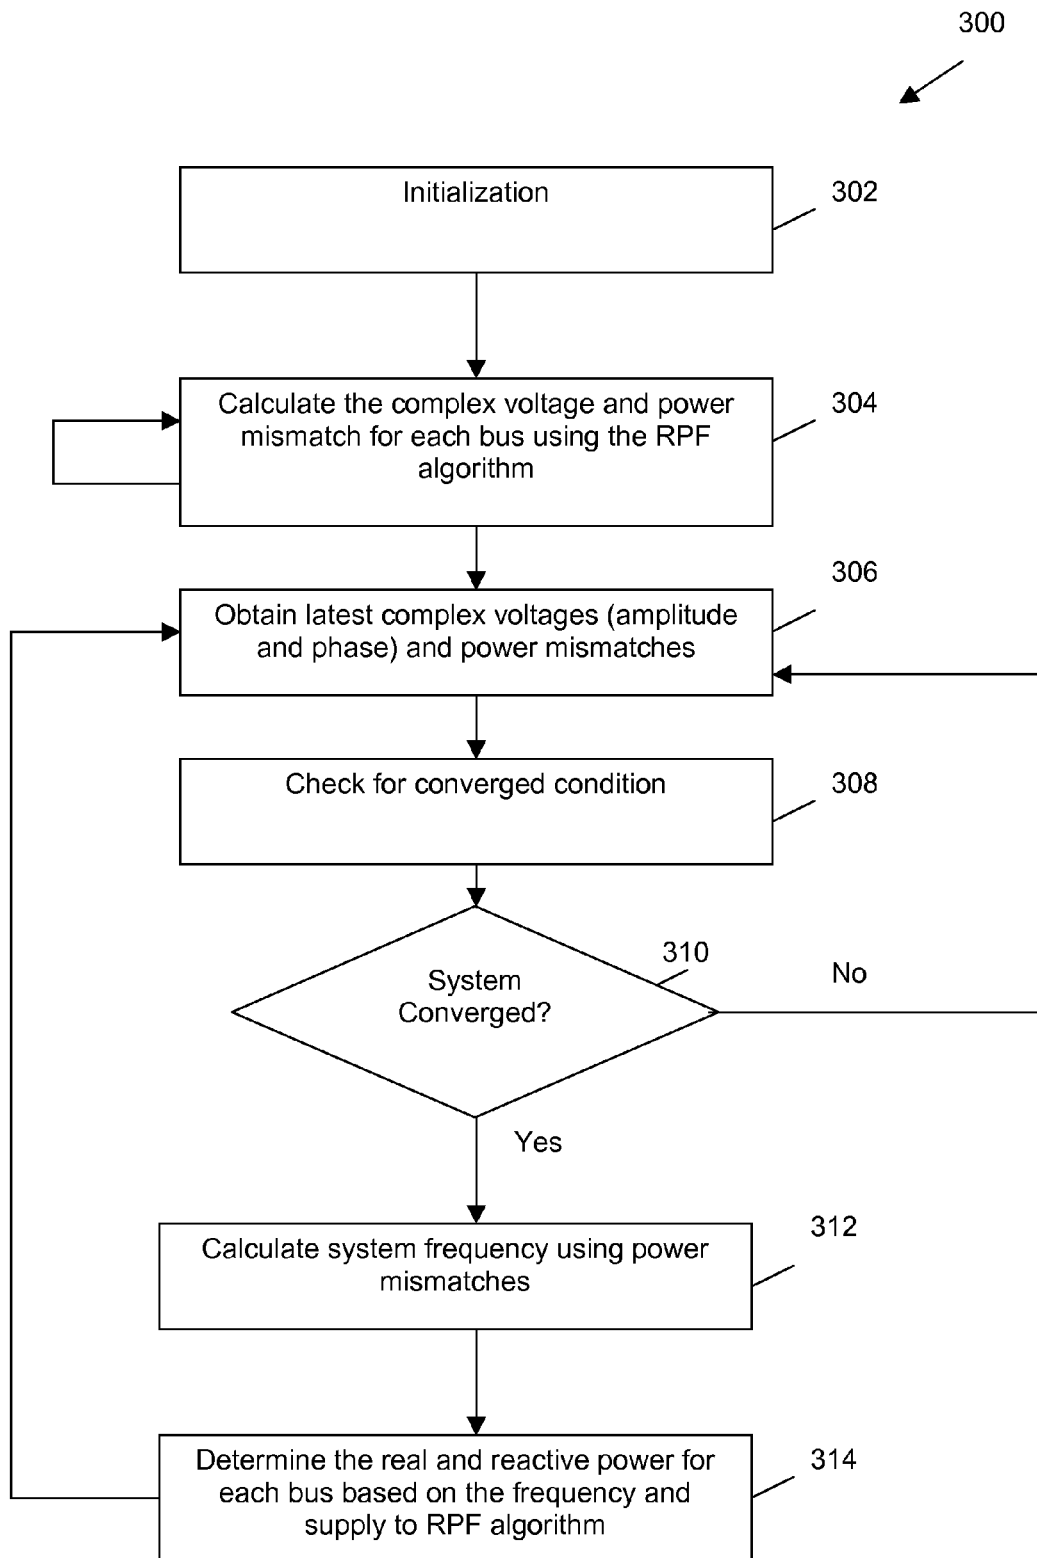 300
Initialization
302
Calculate the complex voltage and power
mismatch for each bus using the RPF
algorithm
304
306
Obtain latest complex voltages (amplitude
and phase) and power mismatches
Check for converged condition
308
310
System
Converged?
No
Yes
312
Calculate system frequency using power
mismatches
Determine the real and reactive power for
each bus based on the frequency and
supply to RPF algorithm
314